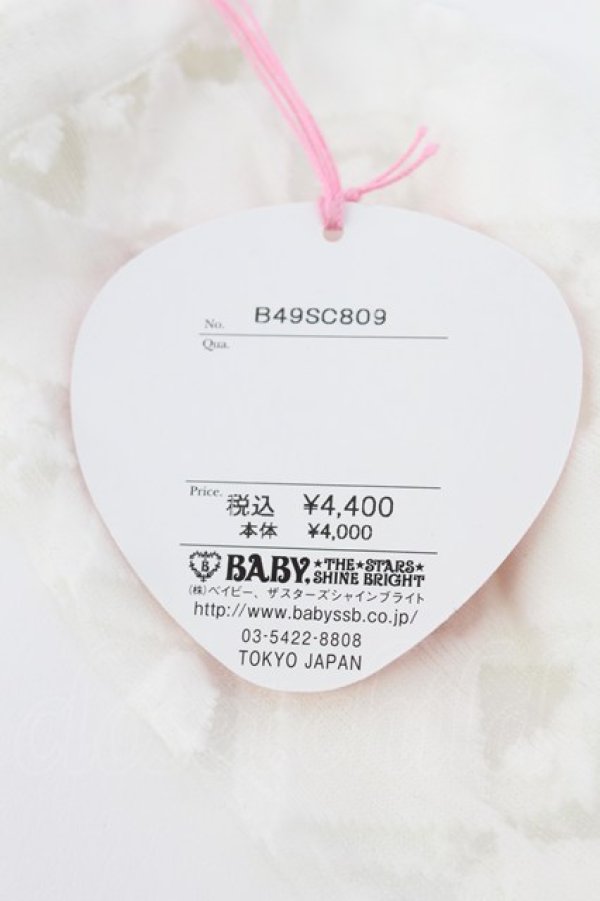 No. B49SC809
Qua.
Price. 税込 ¥4,400
本体 ¥4,000
B BABY, ★THE★STARS★
SHINE BRIGHT
(株)ベイビー、ザスターズシャインブライト
http://www.babyssb.co.jp/
03-5422-8808
TOKYO JAPAN